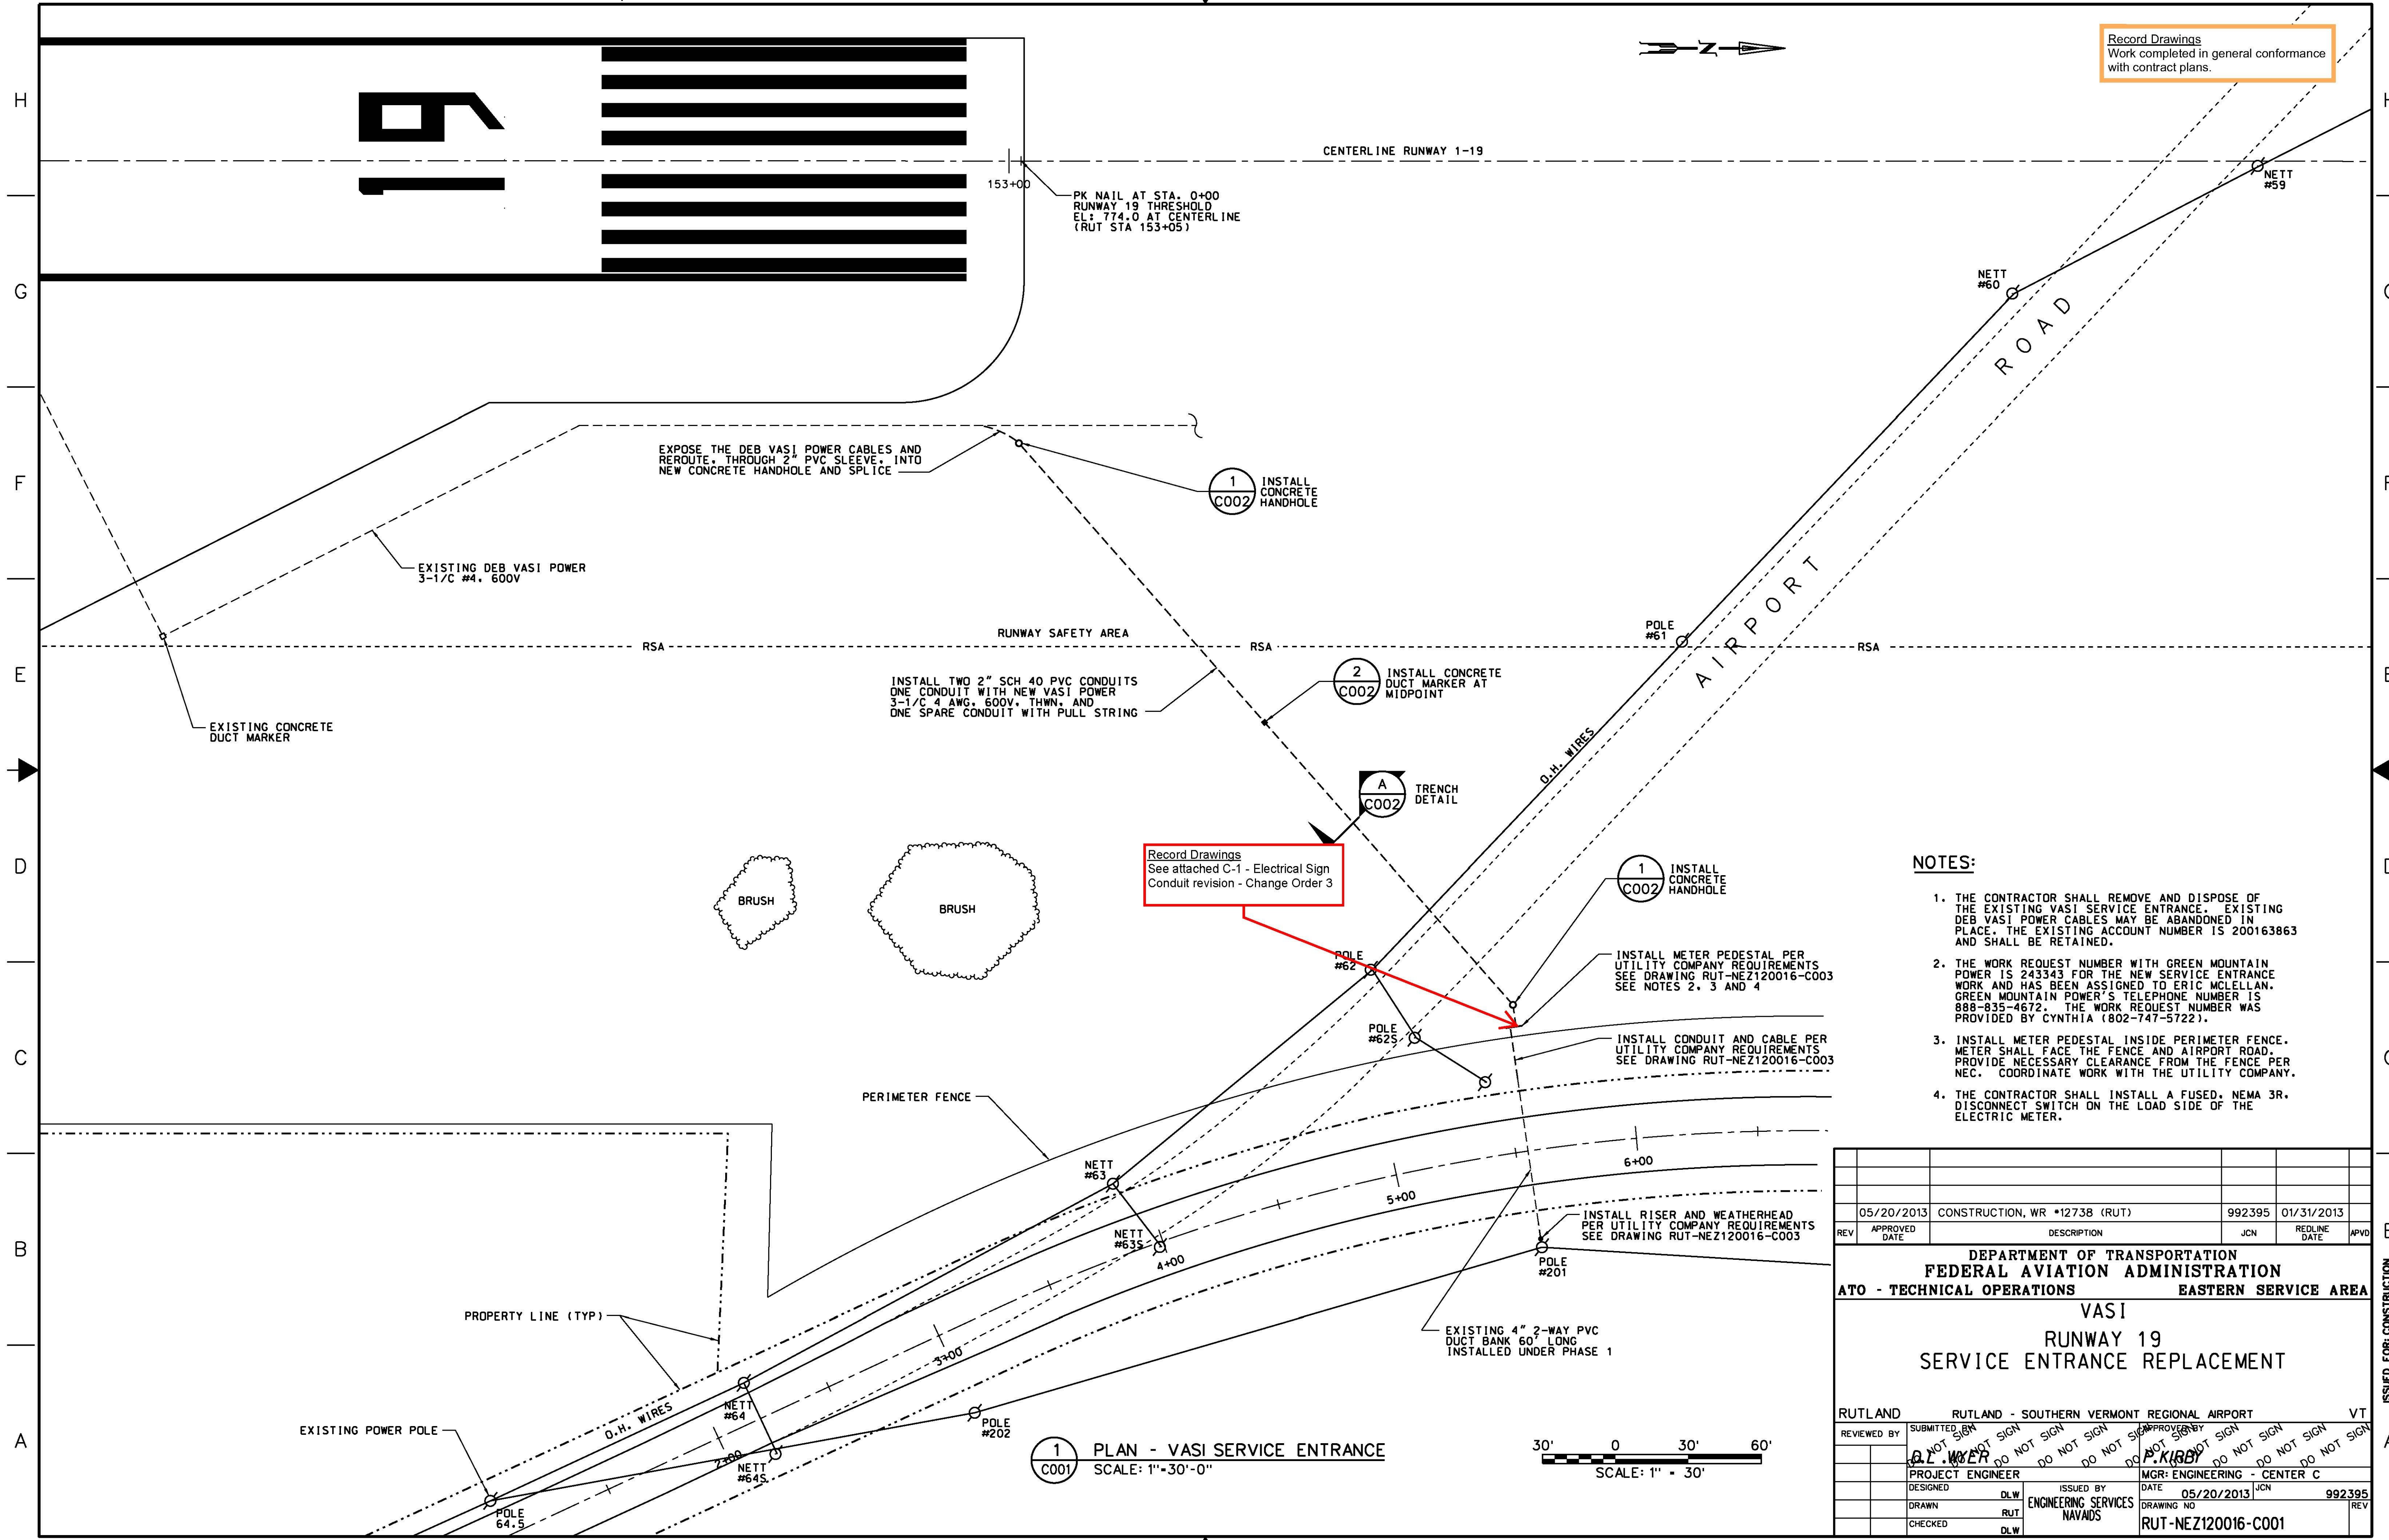 Record Drawings
Work completed in general conformance
with contract plans.
N
H
H
19
CENTERLINE RUNWAY 1-19
153+00
PK NAIL AT STA. 0+00
RUNWAY 19 THRESHOLD
EL: 774.0 AT CENTERLINE
(RUT STA 153+05)
NETT
#59
G
NETT
#60
AIRPORT ROAD
EXPOSE THE DEB VASI POWER CABLES AND
REROUTE, THROUGH 2" PVC SLEEVE, INTO
NEW CONCRETE HANDHOLE AND SPLICE
F
F
1
C002
INSTALL
CONCRETE
HANDHOLE
EXISTING DEB VASI POWER
3-1/C #4, 600V
RUNWAY SAFETY AREA
RSA
RSA
RSA
POLE
#61
E
E
INSTALL TWO 2" SCH 40 PVC CONDUITS
ONE CONDUIT WITH NEW VASI POWER
3-1/C 4 AWG, 600V, THWN, AND
ONE SPARE CONDUIT WITH PULL STRING
2
C002
INSTALL CONCRETE
DUCT MARKER AT
MIDPOINT
EXISTING CONCRETE
DUCT MARKER
O.H. WIRES
A
C002
TRENCH
DETAIL
Record Drawings
See attached C-1 - Electrical Sign
Conduit revision - Change Order 3
D
D
BRUSH
BRUSH
1
C002
INSTALL
CONCRETE
HANDHOLE
POLE
#62
INSTALL METER PEDESTAL PER
UTILITY COMPANY REQUIREMENTS
SEE DRAWING RUT-NEZ120016-C003
SEE NOTES 2, 3 AND 4
POLE
#62S
INSTALL CONDUIT AND CABLE PER
UTILITY COMPANY REQUIREMENTS
SEE DRAWING RUT-NEZ120016-C003
C
PERIMETER FENCE
NOTES:
1. THE CONTRACTOR SHALL REMOVE AND DISPOSE OF
THE EXISTING VASI SERVICE ENTRANCE. EXISTING
DEB VASI POWER CABLES MAY BE ABANDONED IN
PLACE. THE EXISTING ACCOUNT NUMBER IS 200163863
AND SHALL BE RETAINED.
2. THE WORK REQUEST NUMBER WITH GREEN MOUNTAIN
POWER IS 243343 FOR THE NEW SERVICE ENTRANCE
WORK AND HAS BEEN ASSIGNED TO ERIC MCLELLAN.
GREEN MOUNTAIN POWER'S TELEPHONE NUMBER IS
888-835-4672. THE WORK REQUEST NUMBER WAS
PROVIDED BY CYNTHIA (802-747-5722).
3. INSTALL METER PEDESTAL INSIDE PERIMETER FENCE.
METER SHALL FACE THE FENCE AND AIRPORT ROAD.
PROVIDE NECESSARY CLEARANCE FROM THE FENCE PER
NEC. COORDINATE WORK WITH THE UTILITY COMPANY.
4. THE CONTRACTOR SHALL INSTALL A FUSED, NEMA 3R,
DISCONNECT SWITCH ON THE LOAD SIDE OF THE
ELECTRIC METER.
NETT
#63
6+00
5+00
NETT
#63S
4+00
B
INSTALL RISER AND WEATHERHEAD
PER UTILITY COMPANY REQUIREMENTS
SEE DRAWING RUT-NEZ120016-C003
POLE
#201
PROPERTY LINE (TYP)
EXISTING 4" 2-WAY PVC
DUCT BANK 60' LONG
INSTALLED UNDER PHASE 1
3+00
O.H. WIRES
NETT
#64
POLE
#202
EXISTING POWER POLE
A
2+00
NETT
#64S
POLE
64.5
1
C001
PLAN - VASI SERVICE ENTRANCE
SCALE: 1"=30'-0"
30' 0 30' 60'
SCALE: 1" = 30'
05/20/2013 CONSTRUCTION, WR #12738 (RUT) 992395 01/31/2013
REV APPROVED DATE DESCRIPTION JCN REDLINE DATE APVD
DEPARTMENT OF TRANSPORTATION
FEDERAL AVIATION ADMINISTRATION
ATO - TECHNICAL OPERATIONS EASTERN SERVICE AREA
VASI
RUNWAY 19
SERVICE ENTRANCE REPLACEMENT
RUTLAND RUTLAND - SOUTHERN VERMONT REGIONAL AIRPORT VT
REVIEWED BY SUBMITTED BY APPROVED BY
DO NOT SIGN DO NOT SIGN DO NOT SIGN DO NOT SIGN DO NOT SIGN DO NOT SIGN
D.L.WYER P.KIRBY
PROJECT ENGINEER MGR: ENGINEERING - CENTER C
DESIGNED DLW ISSUED BY DATE 05/20/2013 JCN 992395
DRAWN RUT ENGINEERING SERVICES DRAWING NO REV
CHECKED DLW NAVAIDS RUT-NEZ120016-C001
ISSUED FOR: CONSTRUCTION